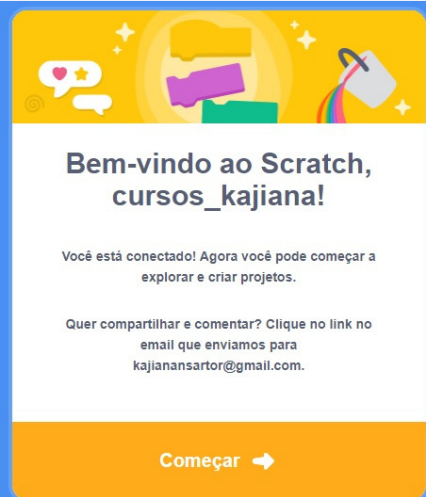 Bem-vindo ao Scratch,
cursos_kajiana!
Você está conectado! Agora você pode começar a
explorar e criar projetos.
Quer compartilhar e comentar? Clique no link no
email que enviamos para
kajianansartor@gmail.com.
Começar